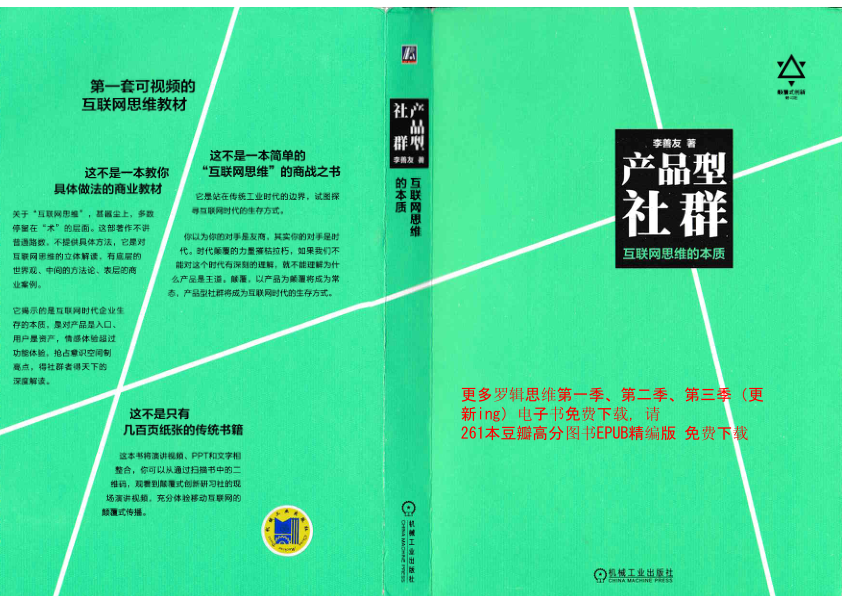 第一套可视频的
互联网思维教材
这不是一本简单的
“互联网思维”的商战之书
它是站在传统工业时代的边界，试图探
寻互联网时代的生存方式。
你以为你的对手是友商，其实你的对手是时
代。时代颠覆的力量摧枯拉朽，如果我们不
能对这个时代有深刻的理解，就不能理解为什
么产品是王道。颠覆，以产品为颠覆将成为常
态，产品型社群将成为互联网时代的生存方式。
这不是一本教你
具体做法的商业教材
关于“互联网思维”，甚嚣尘上，多数
停留在“术”的层面。这部著作不讲
普通路数，不提供具体方法，它是对
互联网思维的立体解读，有底层的
世界观、中间的方法论、表层的商
业案例。
它揭示的是互联网时代企业生
存的本质，是对产品是入口、
用户是资产，情感体验超过
功能体验，抢占意识空间制
高点，得社群者得天下的
深度解读。
这不是只有
几百页纸张的传统书籍
这本书将演讲视频、PPT和文字相
整合，你可以从通过扫描书中的二
维码，观看到颠覆式创新研习社的现
场演讲视频，充分体验移动互联网的
颠覆式传播。
产品型
社群
李善友 著
互联网思维
的本质
机械工业出版社
CHINA MACHINE PRESS
颠覆式创新
研习社
李善友 著
产品型
社群
互联网思维的本质
更多罗辑思维第一季、第二季、第三季（更
新ing）电子书免费下载，请
261本豆瓣高分图书EPUB精编版 免费下载
机械工业出版社
CHINA MACHINE PRESS